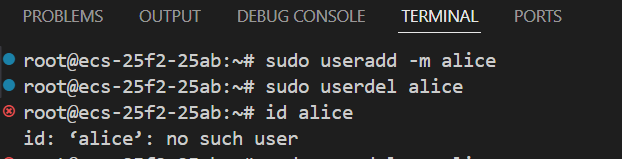 PROBLEMS OUTPUT DEBUG CONSOLE TERMINAL PORTS
root@ecs-25f2-25ab:~# sudo useradd -m alice
root@ecs-25f2-25ab:~# sudo userdel alice
root@ecs-25f2-25ab:~# id alice
id: ‘alice’: no such user